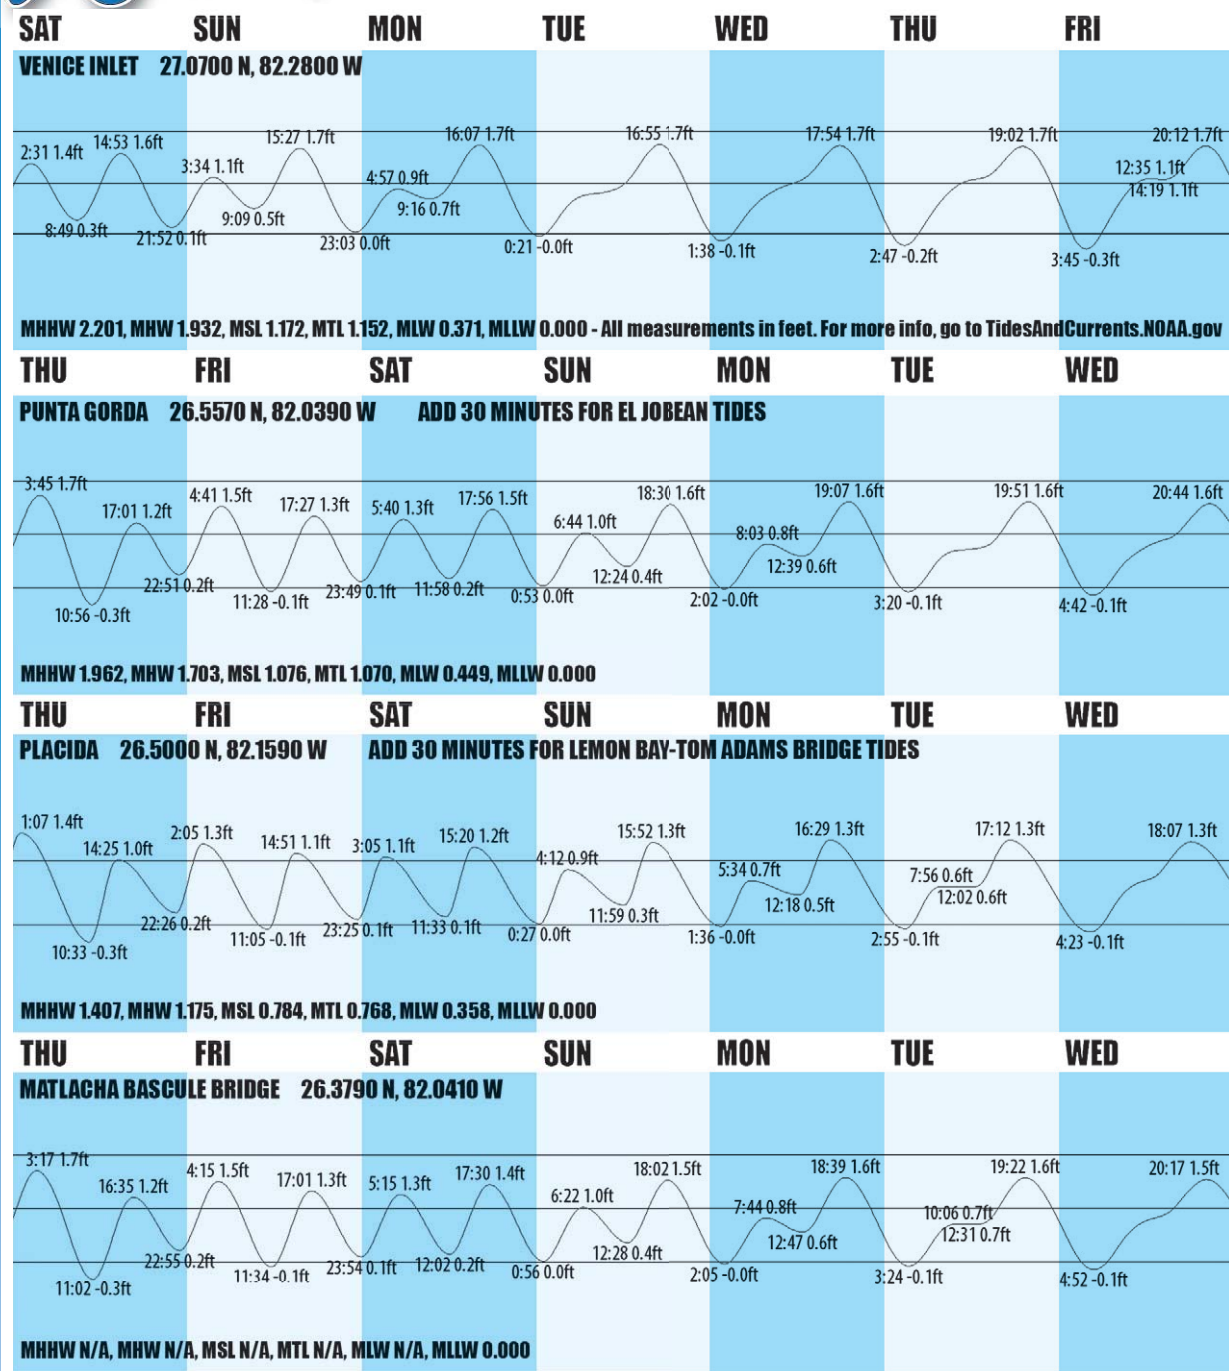 SAT SUN MON TUE WED THU FRI
VENICE INLET 27.0700 N, 82.2800 W
2:31 1.4ft 14:53 1.6ft 3:34 1.1ft 15:27 1.7ft 4:57 0.9ft 16:07 1.7ft 16:55 1.7ft 17:54 1.7ft 19:02 1.7ft 12:35 1.1ft 20:12 1.7ft
8:49 0.3ft 21:52 0.1ft 9:09 0.5ft 23:03 0.0ft 9:16 0.7ft 0:21 -0.0ft 1:38 -0.1ft 2:47 -0.2ft 3:45 -0.3ft 14:19 1.1ft
MHHW 2.201, MHW 1.932, MSL 1.172, MTL 1.152, MLW 0.371, MLLW 0.000 - All measurements in feet. For more info, go to TidesAndCurrents.NOAA.gov
THU FRI SAT SUN MON TUE WED
PUNTA GORDA 26.5570 N, 82.0390 W ADD 30 MINUTES FOR EL JOBEAN TIDES
3:45 1.7ft 17:01 1.2ft 4:41 1.5ft 17:27 1.3ft 5:40 1.3ft 17:56 1.5ft 6:44 1.0ft 18:30 1.6ft 8:03 0.8ft 19:07 1.6ft 19:51 1.6ft 20:44 1.6ft
10:56 -0.3ft 22:51 0.2ft 11:28 -0.1ft 23:49 0.1ft 11:58 0.2ft 0:53 0.0ft 12:24 0.4ft 2:02 -0.0ft 12:39 0.6ft 3:20 -0.1ft 4:42 -0.1ft
MHHW 1.962, MHW 1.703, MSL 1.076, MTL 1.070, MLW 0.449, MLLW 0.000
THU FRI SAT SUN MON TUE WED
PLACIDA 26.5000 N, 82.1590 W ADD 30 MINUTES FOR LEMON BAY-TOM ADAMS BRIDGE TIDES
1:07 1.4ft 14:25 1.0ft 2:05 1.3ft 14:51 1.1ft 3:05 1.1ft 15:20 1.2ft 4:12 0.9ft 15:52 1.3ft 5:34 0.7ft 16:29 1.3ft 7:56 0.6ft 17:12 1.3ft 18:07 1.3ft
10:33 -0.3ft 22:26 0.2ft 11:05 -0.1ft 23:25 0.1ft 11:33 0.1ft 0:27 0.0ft 11:59 0.3ft 1:36 -0.0ft 12:18 0.5ft 2:55 -0.1ft 12:02 0.6ft 4:23 -0.1ft
MHHW 1.407, MHW 1.175, MSL 0.784, MTL 0.768, MLW 0.358, MLLW 0.000
THU FRI SAT SUN MON TUE WED
MATLACHA BASCULE BRIDGE 26.3790 N, 82.0410 W
3:17 1.7ft 16:35 1.2ft 4:15 1.5ft 17:01 1.3ft 5:15 1.3ft 17:30 1.4ft 6:22 1.0ft 18:02 1.5ft 7:44 0.8ft 18:39 1.6ft 10:06 0.7ft 19:22 1.6ft 20:17 1.5ft
11:02 -0.3ft 22:55 0.2ft 11:34 -0.1ft 23:54 0.1ft 12:02 0.2ft 0:56 0.0ft 12:28 0.4ft 2:05 -0.0ft 12:47 0.6ft 3:24 -0.1ft 12:31 0.7ft 4:52 -0.1ft
MHHW N/A, MHW N/A, MSL N/A, MTL N/A, MLW N/A, MLLW 0.000